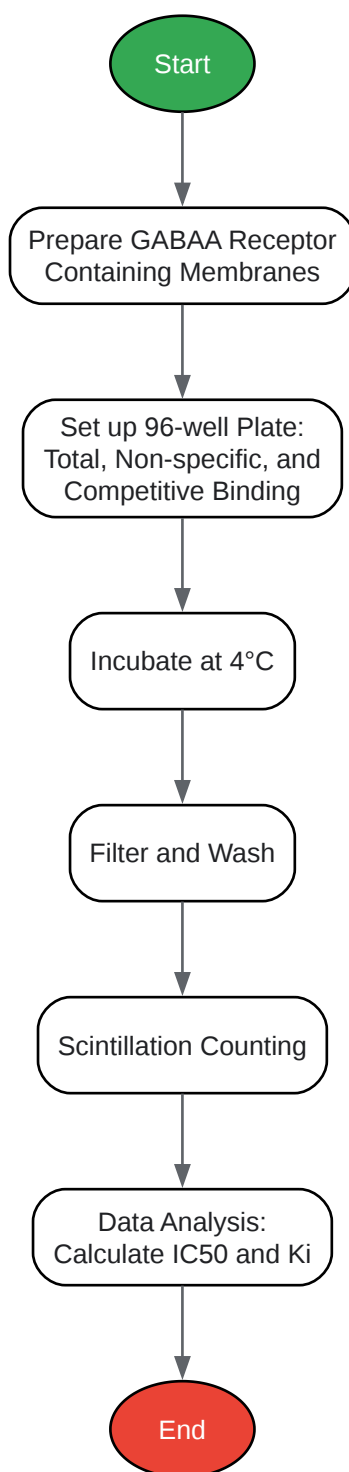 Start
Prepare GABAA Receptor
Containing Membranes
Set up 96-well Plate:
Total, Non-specific, and
Competitive Binding
Incubate at 4°C
Filter and Wash
Scintillation Counting
Data Analysis:
Calculate IC50 and Ki
End